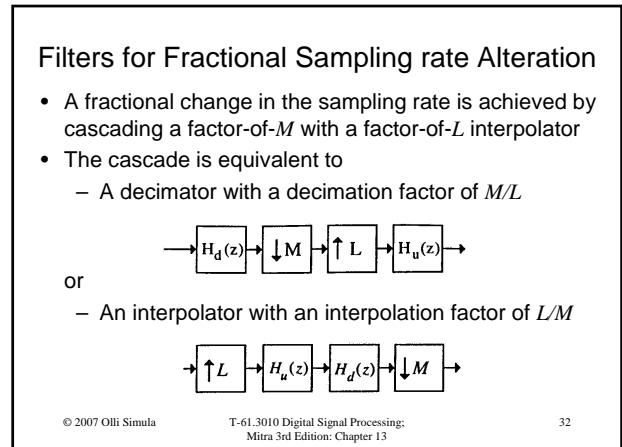 Filters for Fractional Sampling rate Alteration
• A fractional change in the sampling rate is achieved by
cascading a factor-of-M with a factor-of-L interpolator
• The cascade is equivalent to
– A decimator with a decimation factor of M/L
H_d(z) ↓M ↑L H_u(z)
or
– An interpolator with an interpolation factor of L/M
↑L H_u(z) H_d(z) ↓M
© 2007 Olli Simula T-61.3010 Digital Signal Processing; 32
Mitra 3rd Edition: Chapter 13